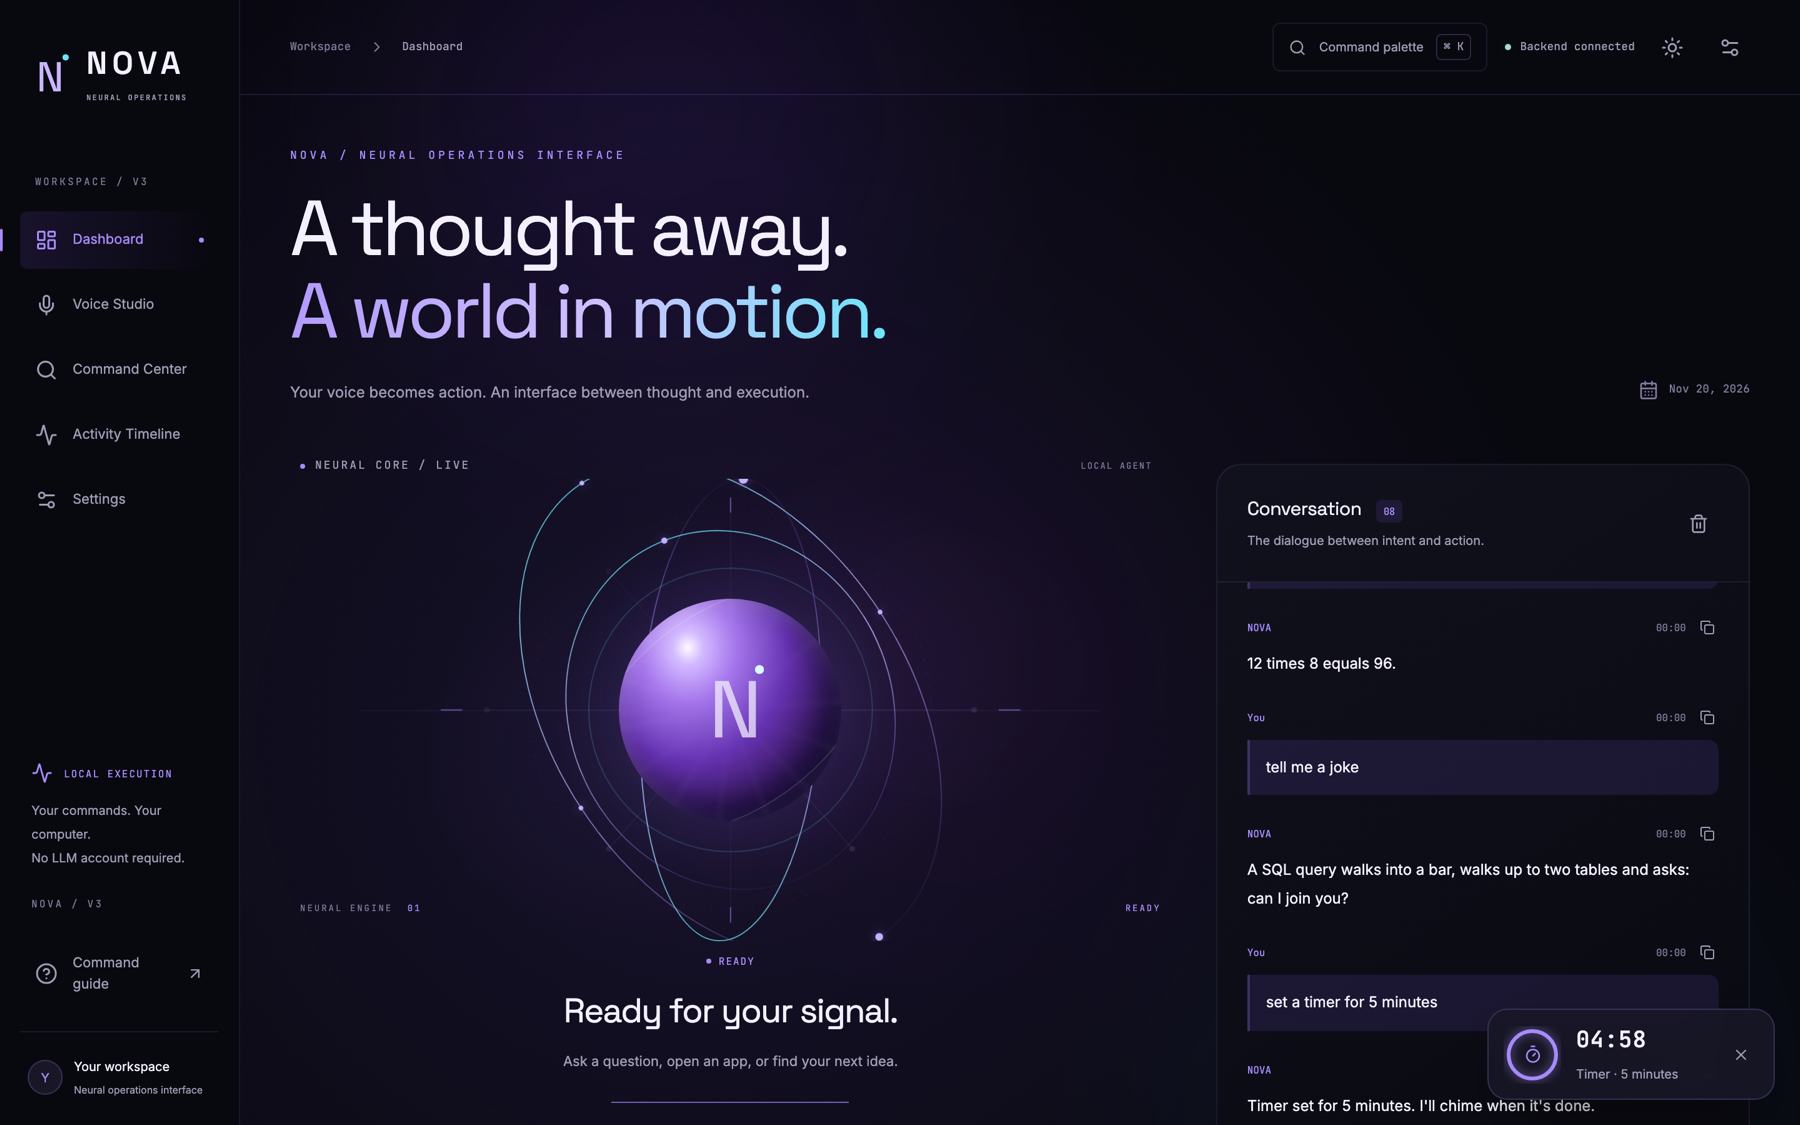 N NOVA
NEURAL OPERATIONS
WORKSPACE / V3
Dashboard
Voice Studio
Command Center
Activity Timeline
Settings
LOCAL EXECUTION
Your commands. Your
computer.
No LLM account required.
NOVA / V3
Command
guide
Y
Your workspace
Neural operations interface
Workspace
Dashboard
Command palette
⌘ K
Backend connected
NOVA / NEURAL OPERATIONS INTERFACE
A thought away.
A world in motion.
Your voice becomes action. An interface between thought and execution.
Nov 20, 2026
NEURAL CORE / LIVE
LOCAL AGENT
N
NEURAL ENGINE 01
READY
READY
Ready for your signal.
Ask a question, open an app, or find your next idea.
Conversation 08
The dialogue between intent and action.
NOVA 00:00
12 times 8 equals 96.
You 00:00
tell me a joke
NOVA 00:00
A SQL query walks into a bar, walks up to two tables and asks:
can I join you?
You 00:00
set a timer for 5 minutes
NOVA
Timer set for 5 minutes. I'll chime when it's done.
04:58
Timer · 5 minutes